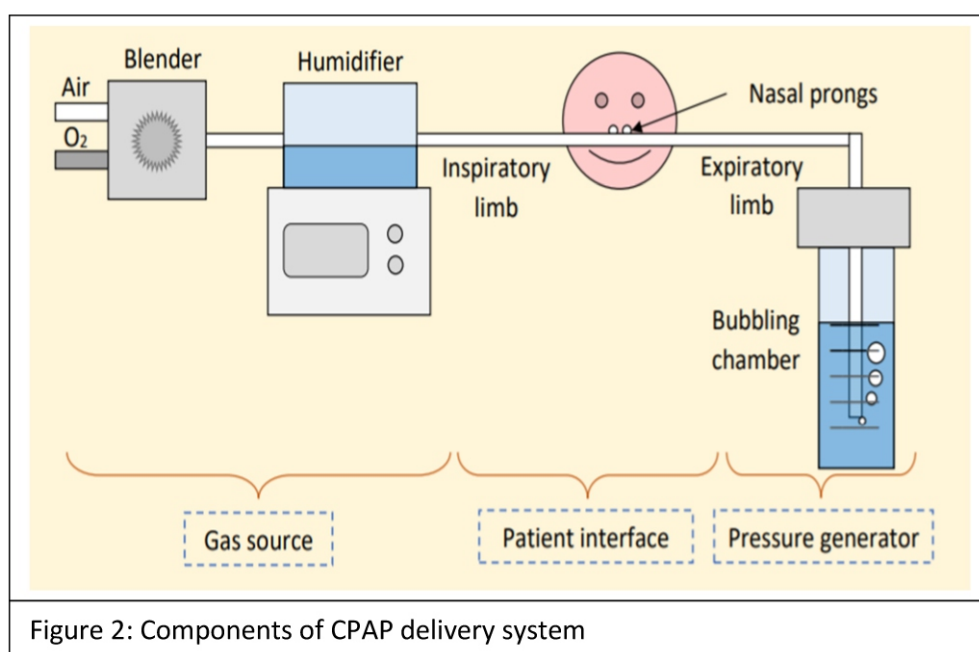 Blender
Humidifier
Air
O₂
Nasal prongs
Inspiratory
limb
Expiratory
limb
Bubbling
chamber
Gas source
Patient interface
Pressure generator
Figure 2: Components of CPAP delivery system